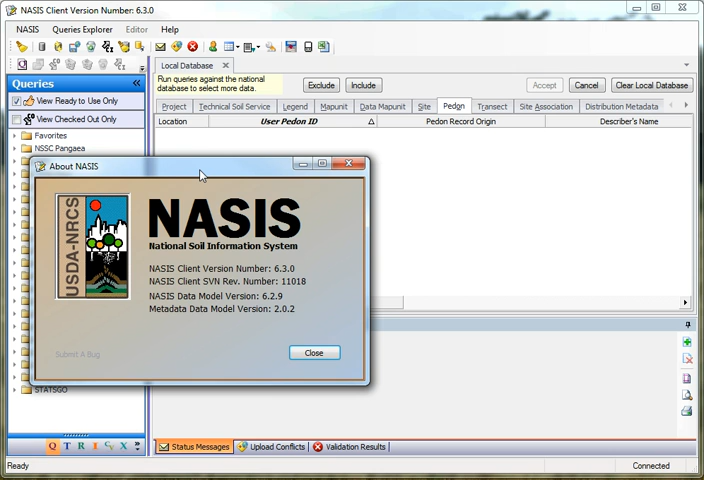 NASIS Client Version Number: 6.3.0
NASIS Queries Explorer Editor Help
Queries
View Ready to Use Only
View Checked Out Only
Favorites
NSSC Pangaea
STATSGO
Q T R I C X
Local Database
Run queries against the national
database to select more data.
Exclude Include Accept Cancel Clear Local Database
Project Technical Soil Service Legend Mapunit Data Mapunit Site Pedon Transect Site Association Distribution Metadata
Location User Pedon ID Pedon Record Origin Describer's Name
About NASIS
USDA-NRCS
NASIS
National Soil Information System
NASIS Client Version Number: 6.3.0
NASIS Client SVN Rev. Number: 11018
NASIS Data Model Version: 6.2.9
Metadata Data Model Version: 2.0.2
Submit A Bug
Close
Status Messages Upload Conflicts Validation Results
Ready Connected